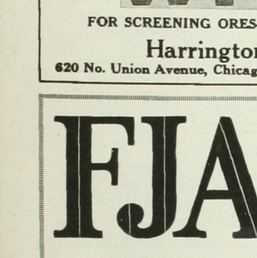 FOR SCREENING ORES
Harrington
620 No. Union Avenue, Chicag
FJA